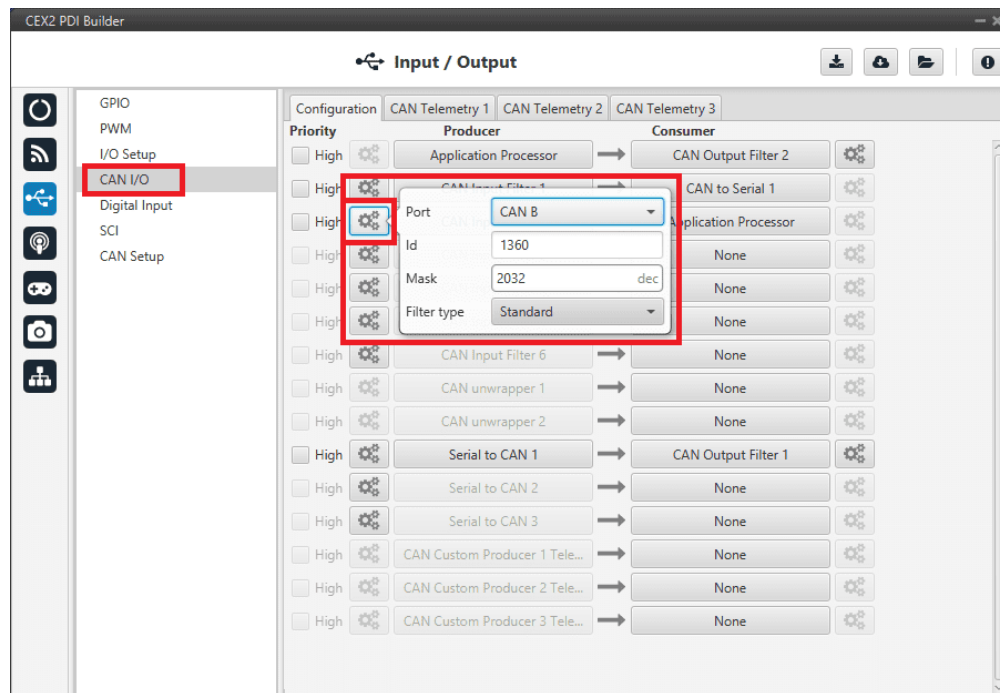 CEX2 PDI Builder
Input / Output
GPIO
PWM
I/O Setup
CAN I/O
Digital Input
SCI
CAN Setup
Configuration CAN Telemetry 1 CAN Telemetry 2 CAN Telemetry 3
Priority Producer Consumer
High Application Processor CAN Output Filter 2
High CAN Input Filter 1 CAN to Serial 1
High Application Processor
Port CAN B
Id 1360
Mask 2032 dec
Filter type Standard
High None
High None
High None
High CAN Input Filter 6 None
High CAN unwrapper 1 None
High CAN unwrapper 2 None
High Serial to CAN 1 CAN Output Filter 1
High Serial to CAN 2 None
High Serial to CAN 3 None
High CAN Custom Producer 1 Tele... None
High CAN Custom Producer 2 Tele... None
High CAN Custom Producer 3 Tele... None